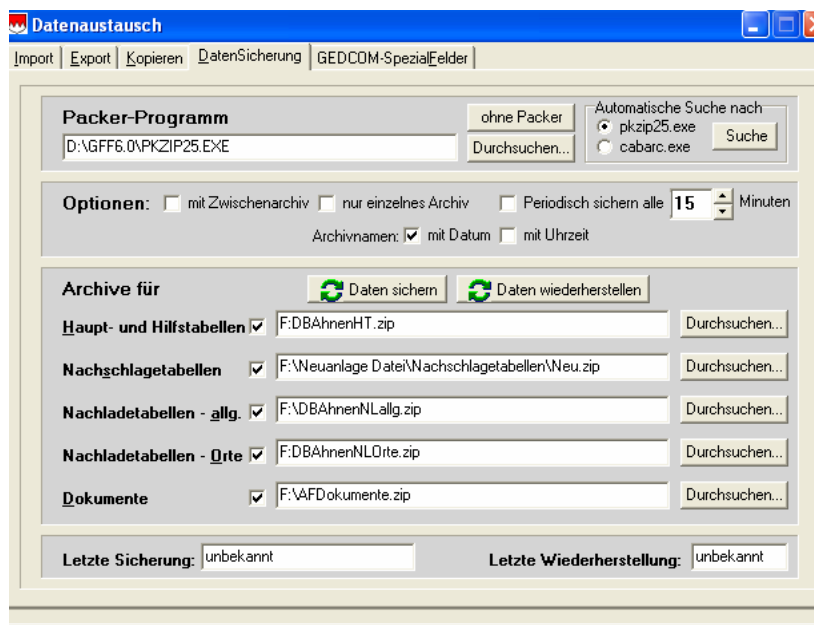 Datenaustausch
Import Export Kopieren DatenSicherung GEDCOM-SpezialFelder
Packer-Programm
D:\GFF6.0\PKZIP25.EXE
ohne Packer
Durchsuchen...
Automatische Suche nach
pkzip25.exe
cabarc.exe
Suche
Optionen: mit Zwischenarchiv nur einzelnes Archiv Periodisch sichern alle 15 Minuten
Archivnamen: mit Datum mit Uhrzeit
Archive für Daten sichern Daten wiederherstellen
Haupt- und Hilfstabellen F:DBAhnenHT.zip Durchsuchen...
Nachschlagetabellen F:\Neuanlage Datei\Nachschlagetabellen\Neu.zip Durchsuchen...
Nachladetabellen - allg. F:\DBAhnenNLallg.zip Durchsuchen...
Nachladetabellen - Orte F:DBAhnenNLOrte.zip Durchsuchen...
Dokumente F:\AFDokumente.zip Durchsuchen...
Letzte Sicherung: unbekannt Letzte Wiederherstellung: unbekannt